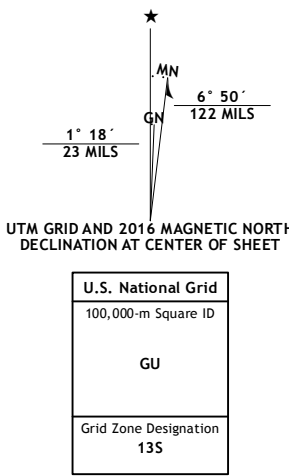 ★
MN
GN
6° 50´
122 MILS
1° 18´
23 MILS
UTM GRID AND 2016 MAGNETIC NORTH
DECLINATION AT CENTER OF SHEET
U.S. National Grid
100,000-m Square ID
GU
Grid Zone Designation
13S